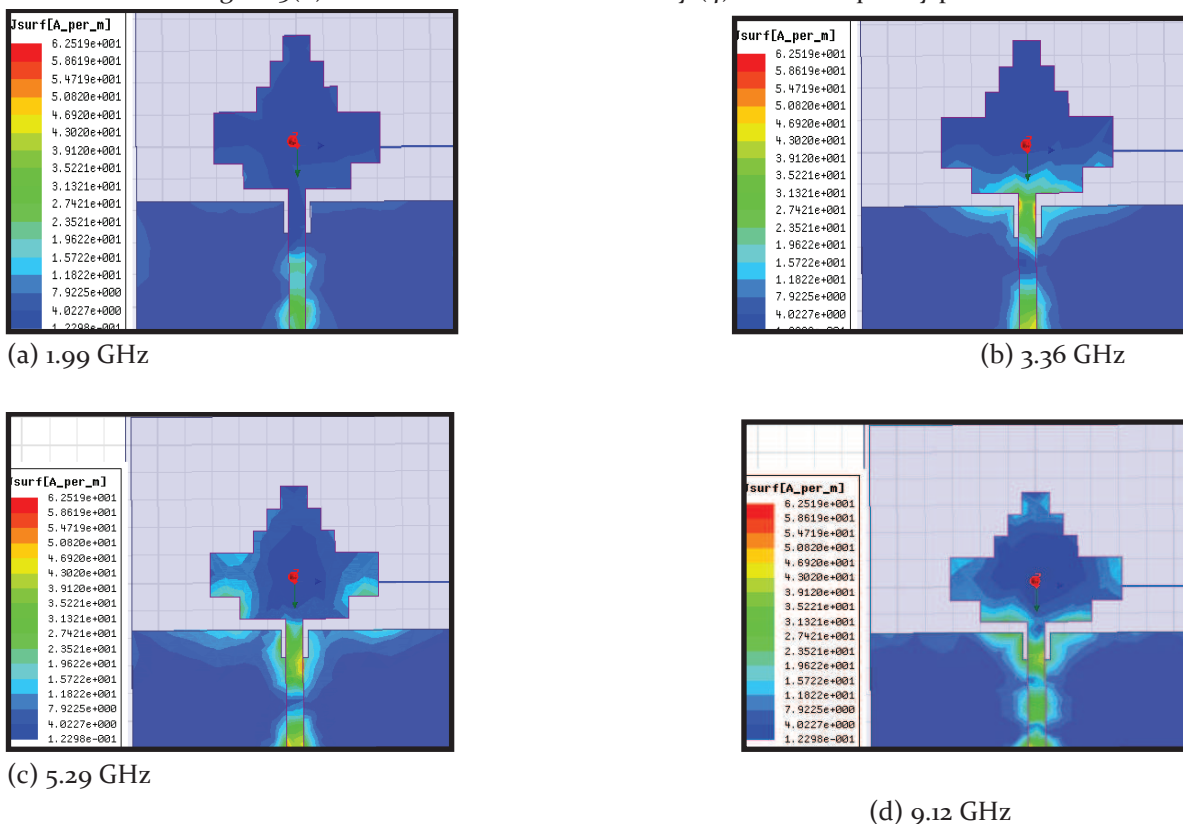 Jsurf[A_per_m]
6.2519e+001
5.8619e+001
5.4719e+001
5.0820e+001
4.6920e+001
4.3020e+001
3.9120e+001
3.5221e+001
3.1321e+001
2.7421e+001
2.3521e+001
1.9622e+001
1.5722e+001
1.1822e+001
7.9225e+000
4.0227e+000
1.2298e-001
(a) 1.99 GHz
Jsurf[A_per_m]
6.2519e+001
5.8619e+001
5.4719e+001
5.0820e+001
4.6920e+001
4.3020e+001
3.9120e+001
3.5221e+001
3.1321e+001
2.7421e+001
2.3521e+001
1.9622e+001
1.5722e+001
1.1822e+001
7.9225e+000
4.0227e+000
(b) 3.36 GHz
Jsurf[A_per_m]
6.2519e+001
5.8619e+001
5.4719e+001
5.0820e+001
4.6920e+001
4.3020e+001
3.9120e+001
3.5221e+001
3.1321e+001
2.7421e+001
2.3521e+001
1.9622e+001
1.5722e+001
1.1822e+001
7.9225e+000
4.0227e+000
1.2298e-001
(c) 5.29 GHz
Jsurf[A_per_m]
6.2519e+001
5.8619e+001
5.4719e+001
5.0820e+001
4.6920e+001
4.3020e+001
3.9120e+001
3.5221e+001
3.1321e+001
2.7421e+001
2.3521e+001
1.9622e+001
1.5722e+001
1.1822e+001
7.9225e+000
4.0227e+000
1.2298e-001
(d) 9.12 GHz